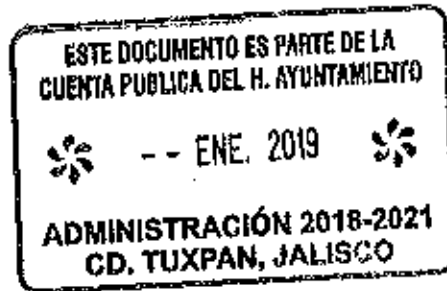 ESTE DOCUMENTO ES PARTE DE LA
CUENTA PUBLICA DEL H. AYUNTAMIENTO
- - ENE. 2019
ADMINISTRACIÓN 2018-2021
CD. TUXPAN, JALISCO